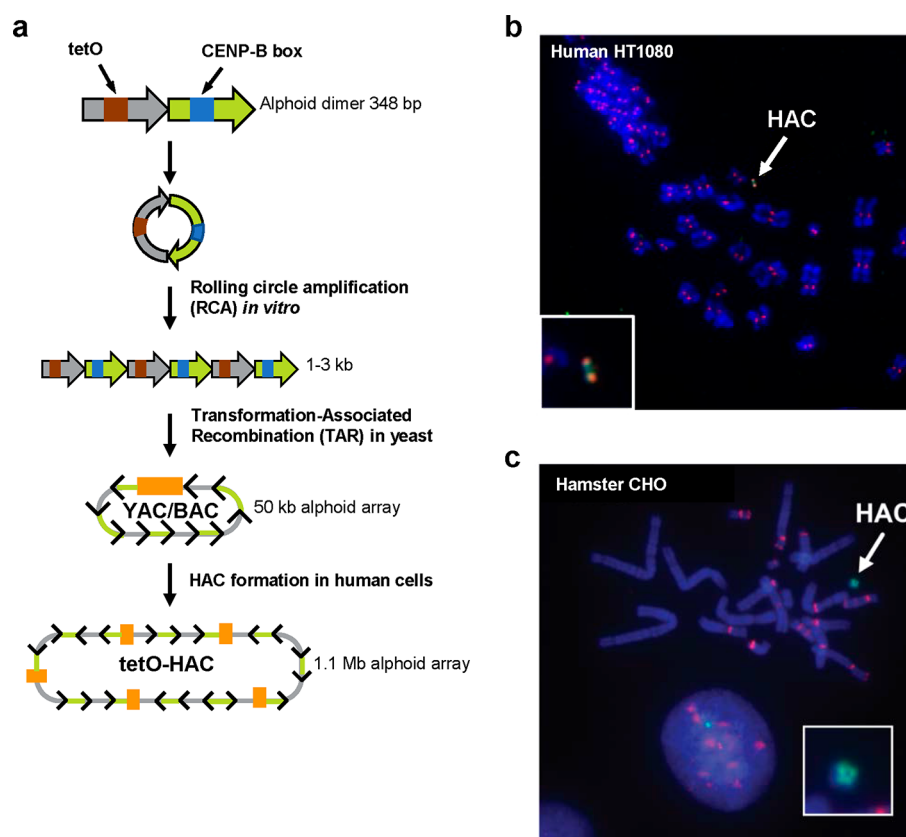 a
tetO
CENP-B box
Alphoid dimer 348 bp
Rolling circle amplification
(RCA) in vitro
1-3 kb
Transformation-Associated
Recombination (TAR) in yeast
YAC/BAC
50 kb alphoid array
HAC formation in human cells
tetO-HAC
1.1 Mb alphoid array
b
Human HT1080
HAC
c
Hamster CHO
HAC